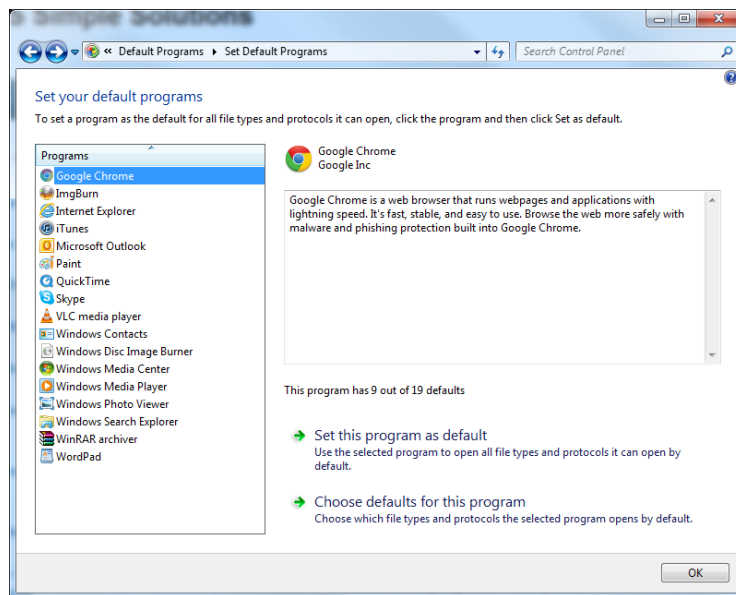 s Simple Solutions
« Default Programs ▸ Set Default Programs
Search Control Panel
Set your default programs
To set a program as the default for all file types and protocols it can open, click the program and then click Set as default.
Programs
Google Chrome
ImgBurn
Internet Explorer
iTunes
Microsoft Outlook
Paint
QuickTime
Skype
VLC media player
Windows Contacts
Windows Disc Image Burner
Windows Media Center
Windows Media Player
Windows Photo Viewer
Windows Search Explorer
WinRAR archiver
WordPad
Google Chrome
Google Inc
Google Chrome is a web browser that runs webpages and applications with
lightning speed. It's fast, stable, and easy to use. Browse the web more safely with
malware and phishing protection built into Google Chrome.
This program has 9 out of 19 defaults
Set this program as default
Use the selected program to open all file types and protocols it can open by
default.
Choose defaults for this program
Choose which file types and protocols the selected program opens by default.
OK